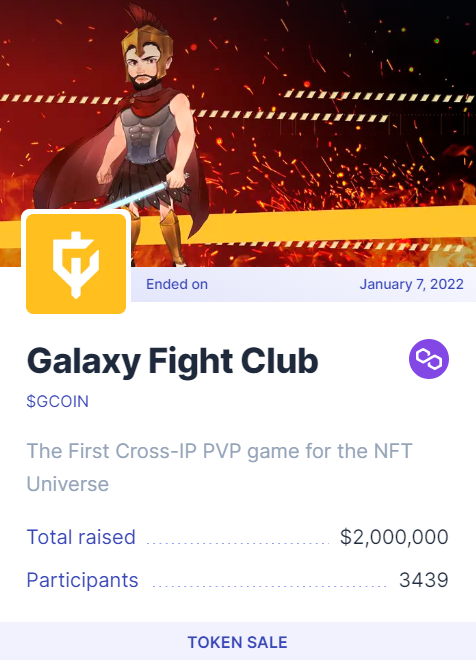 Ended on January 7, 2022
Galaxy Fight Club
$GCOIN
The First Cross-IP PVP game for the NFT
Universe
Total raised $2,000,000
Participants 3439
TOKEN SALE